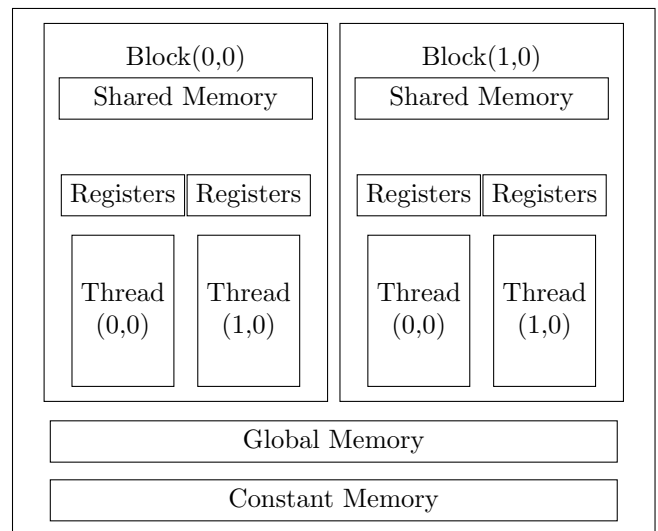 Block(0,0)
Shared Memory
Registers
Registers
Thread
(0,0)
Thread
(1,0)
Block(1,0)
Shared Memory
Registers
Registers
Thread
(0,0)
Thread
(1,0)
Global Memory
Constant Memory